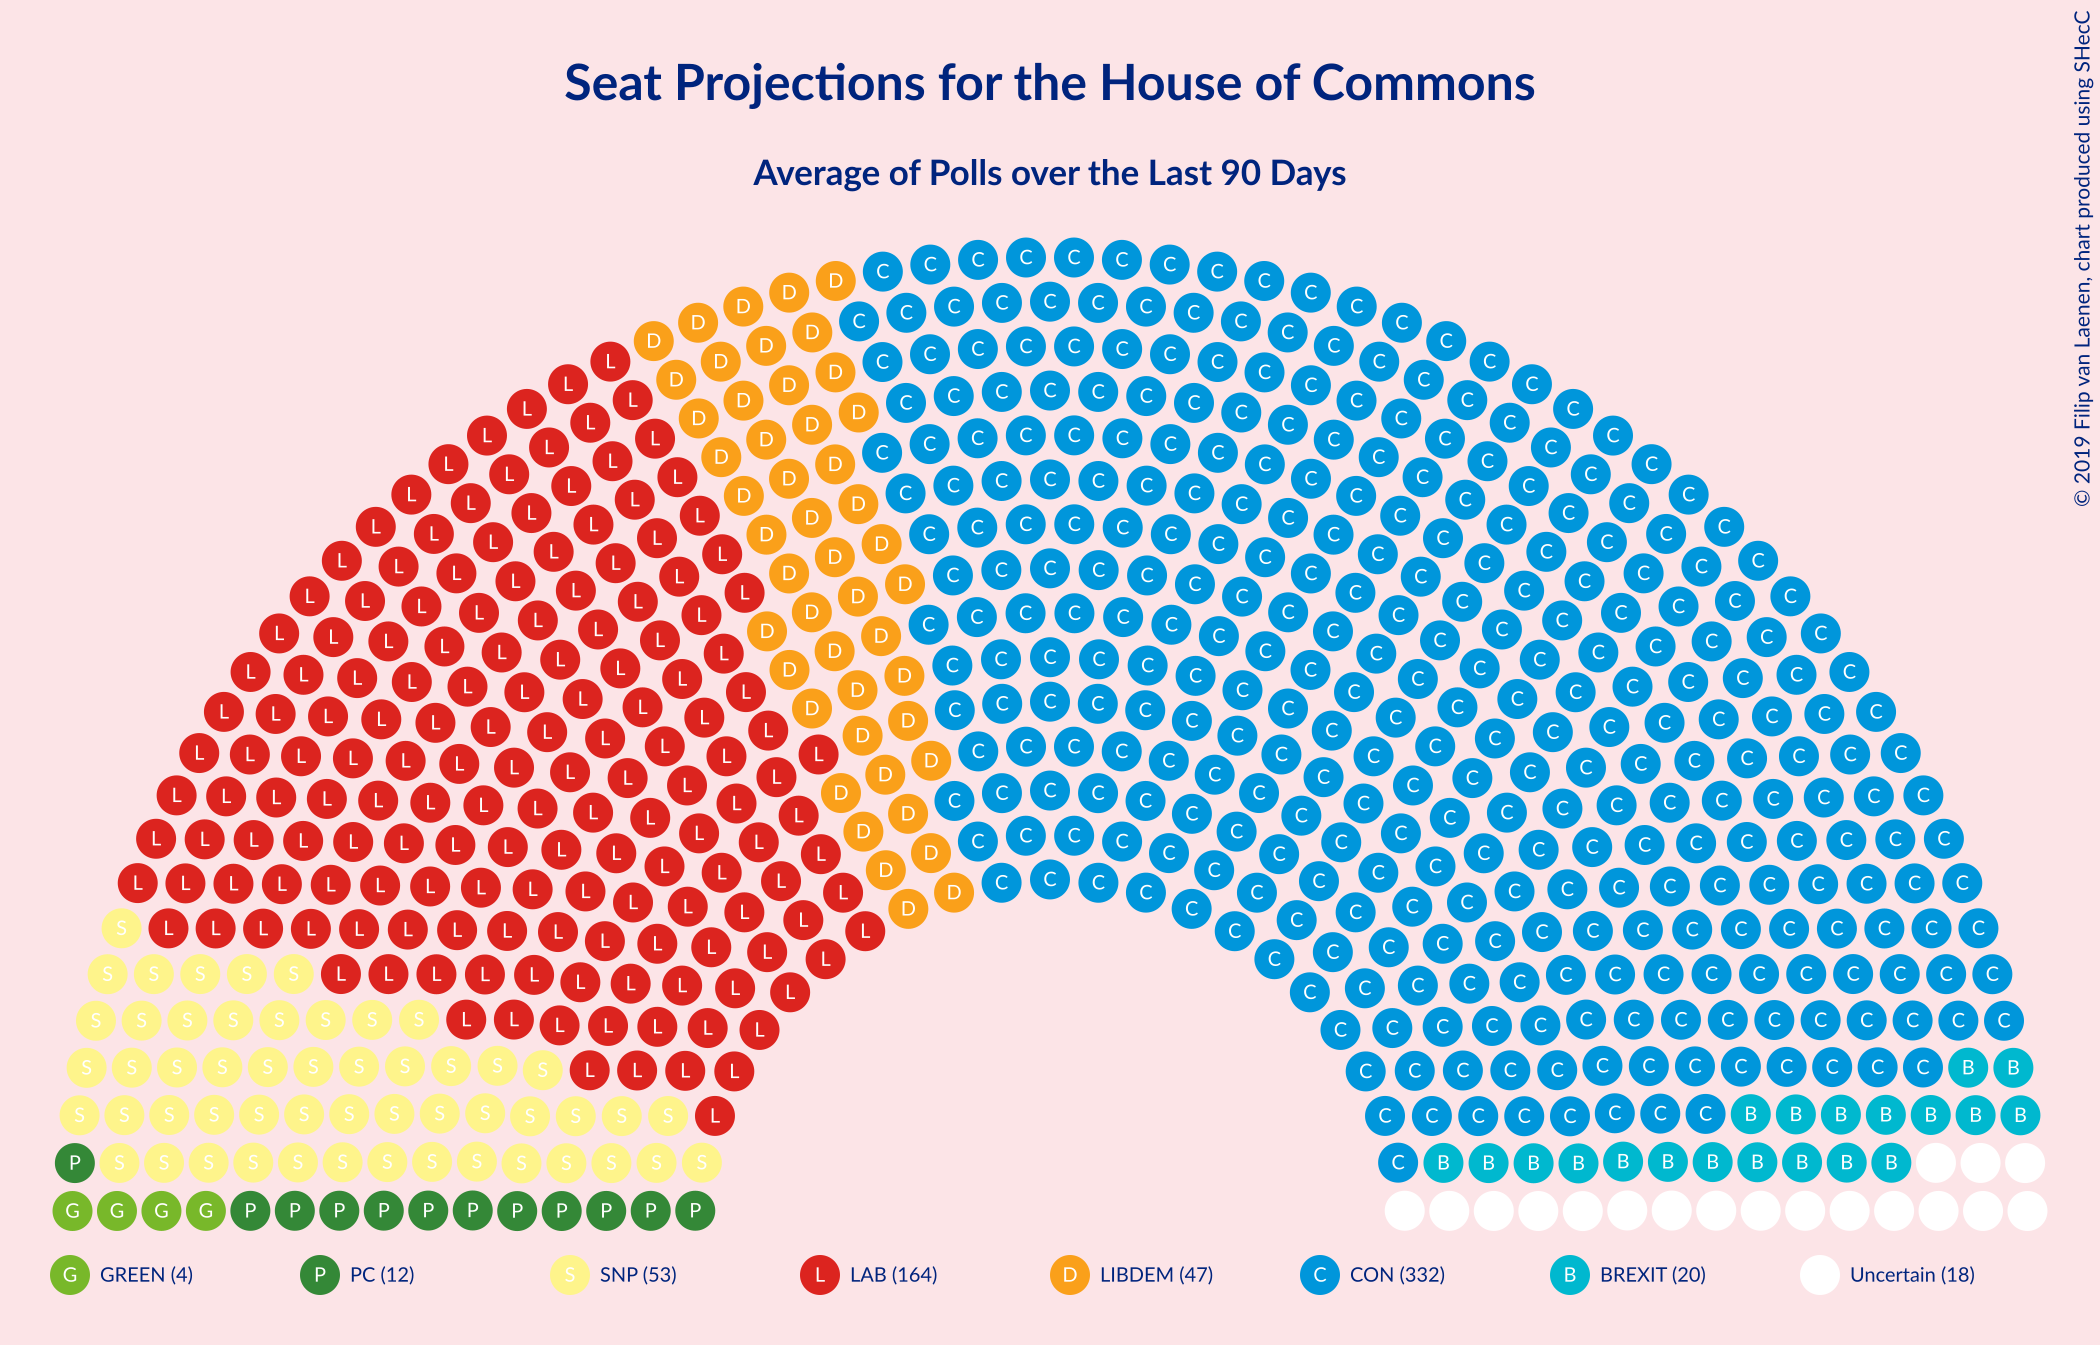 Seat Projections for the House of Commons
Average of Polls over the Last 90 Days
© 2019 Filip van Laenen, chart produced using SHecC
G GREEN (4)
P PC (12)
S SNP (53)
L LAB (164)
D LIBDEM (47)
C CON (332)
B BREXIT (20)
Uncertain (18)